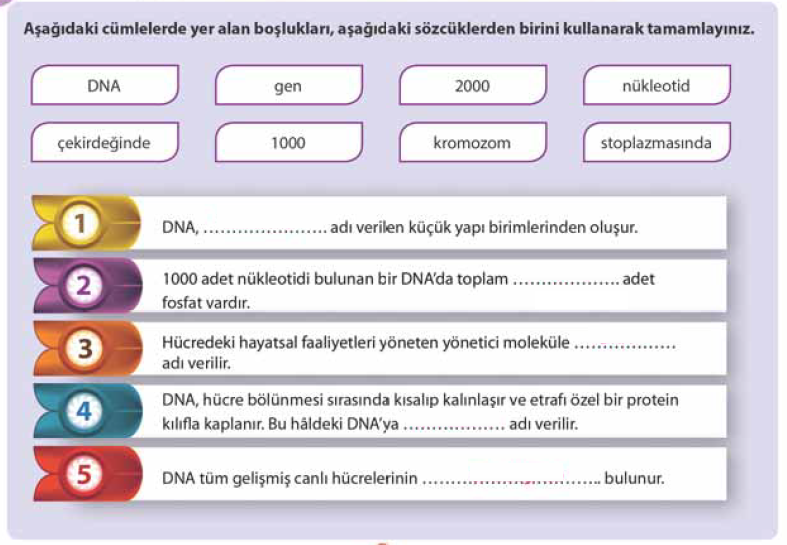 Aşağıdaki cümlelerde yer alan boşlukları, aşağıdaki sözcüklerden birini kullanarak tamamlayınız.
DNA
gen
2000
nükleotid
çekirdeğinde
1000
kromozom
stoplazmasında
1
DNA, ...................... adı verilen küçük yapı birimlerinden oluşur.
2
1000 adet nükleotidi bulunan bir DNA'da toplam ................... adet
fosfat vardır.
3
Hücredeki hayatsal faaliyetleri yöneten yönetici moleküle ..................
adı verilir.
4
DNA, hücre bölünmesi sırasında kısalıp kalınlaşır ve etrafı özel bir protein
kılıfla kaplanır. Bu hâldeki DNA'ya .................. adı verilir.
5
DNA tüm gelişmiş canlı hücrelerinin ............................... bulunur.